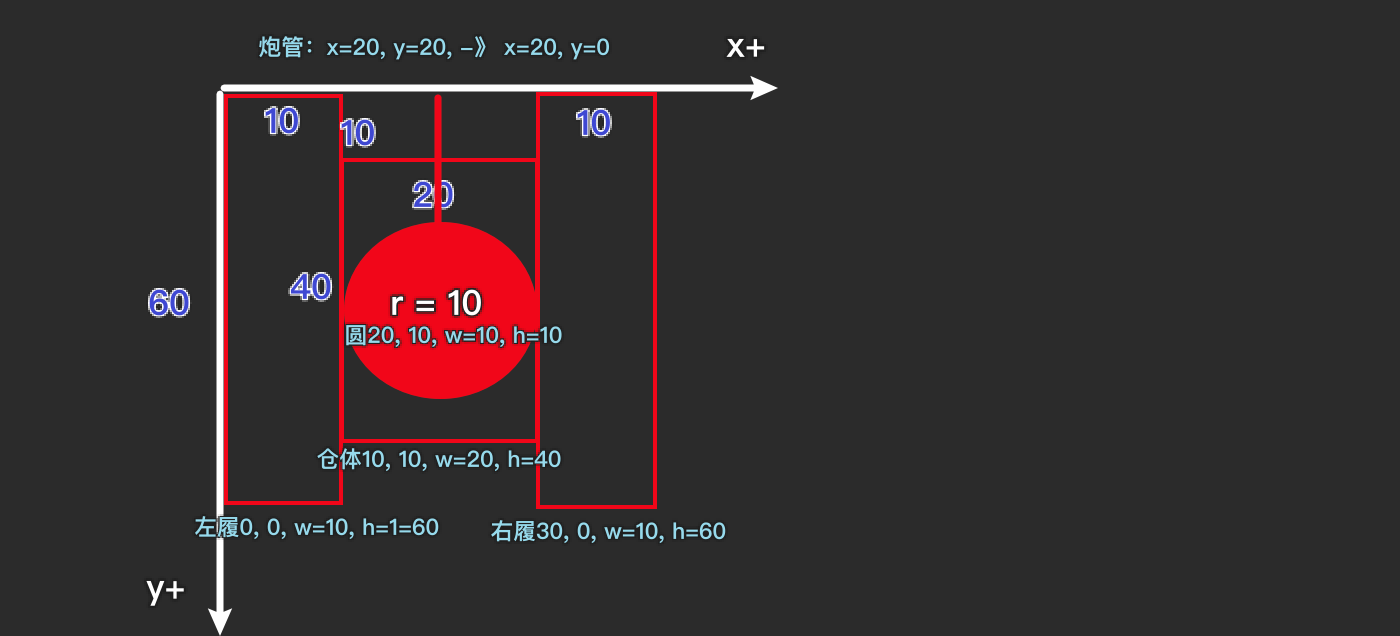 炮管：x=20, y=20, -》 x=20, y=0
x+
10
10
10
20
40
60
r = 10
圆20, 10, w=10, h=10
仓体10, 10, w=20, h=40
左履0, 0, w=10, h=1=60
右履30, 0, w=10, h=60
y+